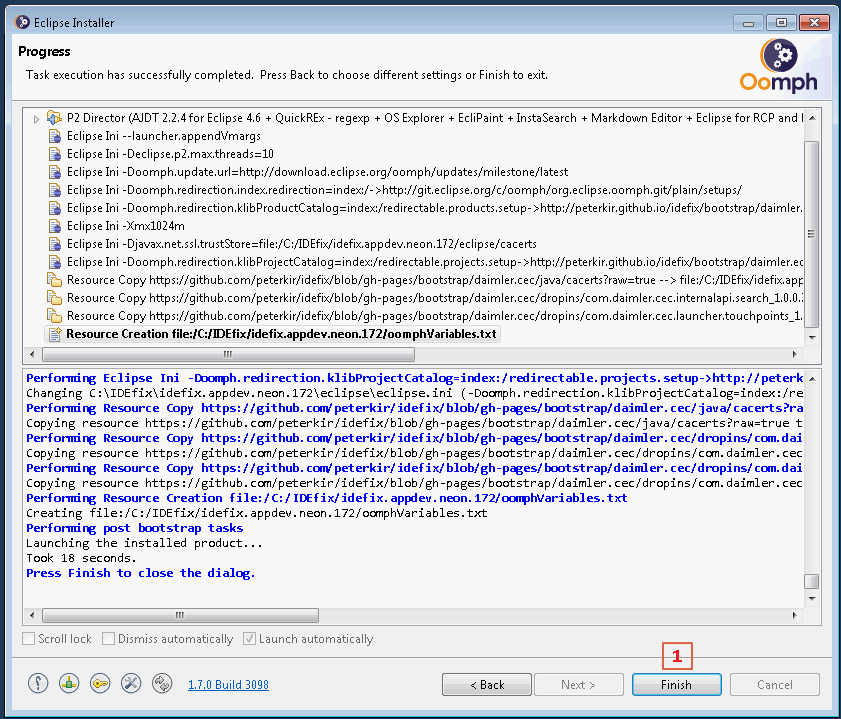 Eclipse Installer
Progress
Task execution has successfully completed. Press Back to choose different settings or Finish to exit.
Oomph
P2 Director (AJDT 2.2.4 for Eclipse 4.6 + QuickREx - regexp + OS Explorer + EcliPaint + InstaSearch + Markdown Editor + Eclipse for RCP and
Eclipse Ini --launcher.appendVmargs
Eclipse Ini -Declipse.p2.max.threads=10
Eclipse Ini -Doomph.update.url=http://download.eclipse.org/oomph/updates/milestone/latest
Eclipse Ini -Doomph.redirection.index.redirection=index:/->http://git.eclipse.org/c/oomph/org.eclipse.oomph.git/plain/setups/
Eclipse Ini -Doomph.redirection.klibProductCatalog=index:/redirectable.products.setup->http://peterkir.github.io/idefix/bootstrap/daimler.
Eclipse Ini -Xmx1024m
Eclipse Ini -Djavax.net.ssl.trustStore=file:/C:/IDEfix/idefix.appdev.neon.172/eclipse/cacerts
Eclipse Ini -Doomph.redirection.klibProjectCatalog=index:/redirectable.projects.setup->http://peterkir.github.io/idefix/bootstrap/daimler.ec
Resource Copy https://github.com/peterkir/idefix/blob/gh-pages/bootstrap/daimler.cec/java/cacerts?raw=true --> file:/C:/IDEfix/idefix.app
Resource Copy https://github.com/peterkir/idefix/blob/gh-pages/bootstrap/daimler.cec/dropins/com.daimler.cec.internalapi.search_1.0.0.
Resource Copy https://github.com/peterkir/idefix/blob/gh-pages/bootstrap/daimler.cec/dropins/com.daimler.cec.launcher.touchpoints_1.
Resource Creation file:/C:/IDEfix/idefix.appdev.neon.172/oomphVariables.txt
Performing Eclipse Ini -Doomph.redirection.klibProjectCatalog=index:/redirectable.projects.setup->http://peterk
Changing C:\IDEfix\idefix.appdev.neon.172\eclipse\eclipse.ini (-Doomph.redirection.klibProjectCatalog=index:/re
Performing Resource Copy https://github.com/peterkir/idefix/blob/gh-pages/bootstrap/daimler.cec/java/cacerts?ra
Copying resource https://github.com/peterkir/idefix/blob/gh-pages/bootstrap/daimler.cec/java/cacerts?raw=true t
Performing Resource Copy https://github.com/peterkir/idefix/blob/gh-pages/bootstrap/daimler.cec/dropins/com.dai
Copying resource https://github.com/peterkir/idefix/blob/gh-pages/bootstrap/daimler.cec/dropins/com.daimler.cec
Performing Resource Copy https://github.com/peterkir/idefix/blob/gh-pages/bootstrap/daimler.cec/dropins/com.dai
Copying resource https://github.com/peterkir/idefix/blob/gh-pages/bootstrap/daimler.cec/dropins/com.daimler.cec
Performing Resource Creation file:/C:/IDEfix/idefix.appdev.neon.172/oomphVariables.txt
Creating file:/C:/IDEfix/idefix.appdev.neon.172/oomphVariables.txt
Performing post bootstrap tasks
Launching the installed product...
Took 18 seconds.
Press Finish to close the dialog.
Scroll lock Dismiss automatically Launch automatically
1
1.7.0 Build 3098 < Back Next > Finish Cancel